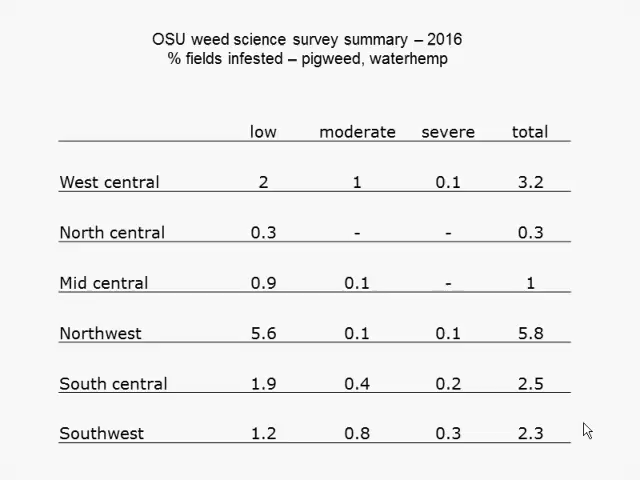 OSU weed science survey summary – 2016
% fields infested – pigweed, waterhemp
low moderate severe total
West central 2 1 0.1 3.2
North central 0.3 - - 0.3
Mid central 0.9 0.1 - 1
Northwest 5.6 0.1 0.1 5.8
South central 1.9 0.4 0.2 2.5
Southwest 1.2 0.8 0.3 2.3